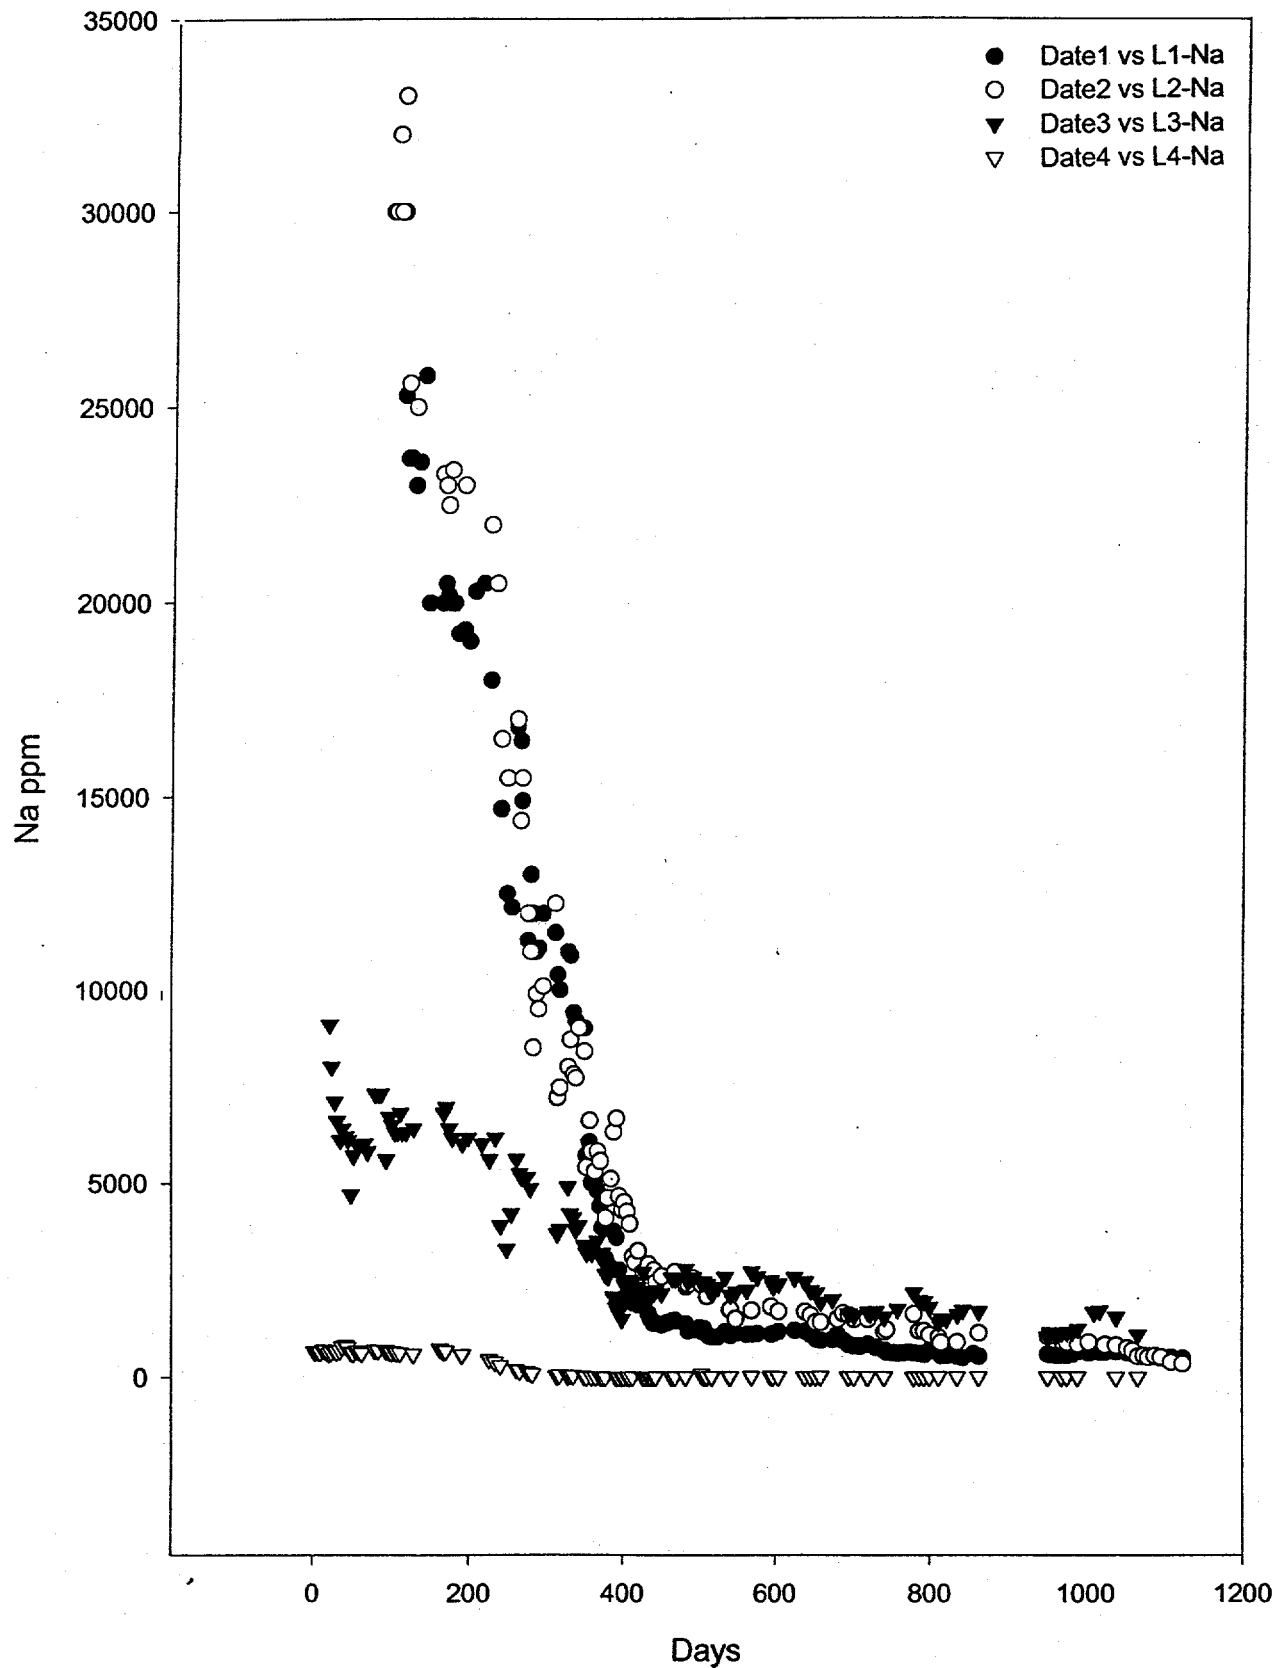 35000
Date1 vs L1-Na
Date2 vs L2-Na
Date3 vs L3-Na
Date4 vs L4-Na
30000
25000
20000
15000
10000
5000
0
Na ppm
0 200 400 600 800 1000 1200
Days